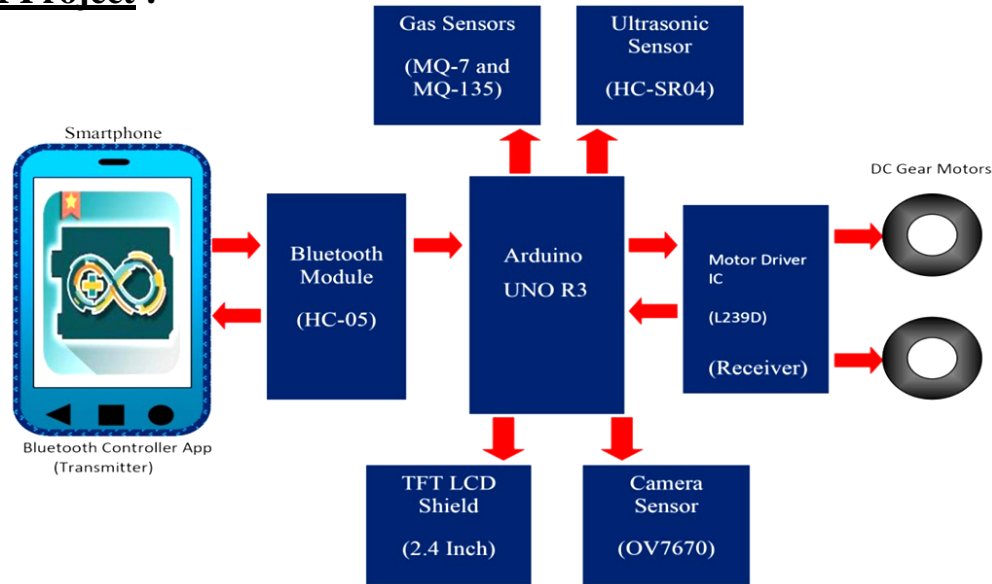 Project :
Gas Sensors
(MQ-7 and
MQ-135)
Ultrasonic
Sensor
(HC-SR04)
Smartphone
DC Gear Motors
Bluetooth
Module
(HC-05)
Arduino
UNO R3
Motor Driver
IC
(L239D)
(Receiver)
Bluetooth Controller App
(Transmitter)
TFT LCD
Shield
(2.4 Inch)
Camera
Sensor
(OV7670)